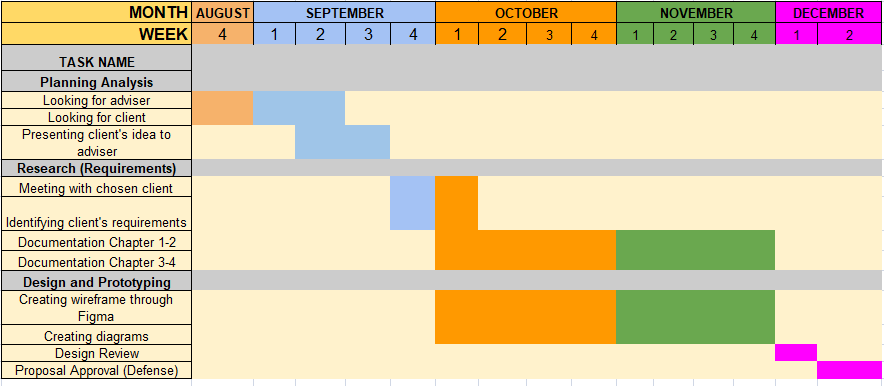 MONTH AUGUST SEPTEMBER OCTOBER NOVEMBER DECEMBER
WEEK 4 1 2 3 4 1 2 3 4 1 2 3 4 1 2
TASK NAME
Planning Analysis
Looking for adviser
Looking for client
Presenting client's idea to
adviser
Research (Requirements)
Meeting with chosen client
Identifying client's requirements
Documentation Chapter 1-2
Documentation Chapter 3-4
Design and Prototyping
Creating wireframe through
Figma
Creating diagrams
Design Review
Proposal Approval (Defense)